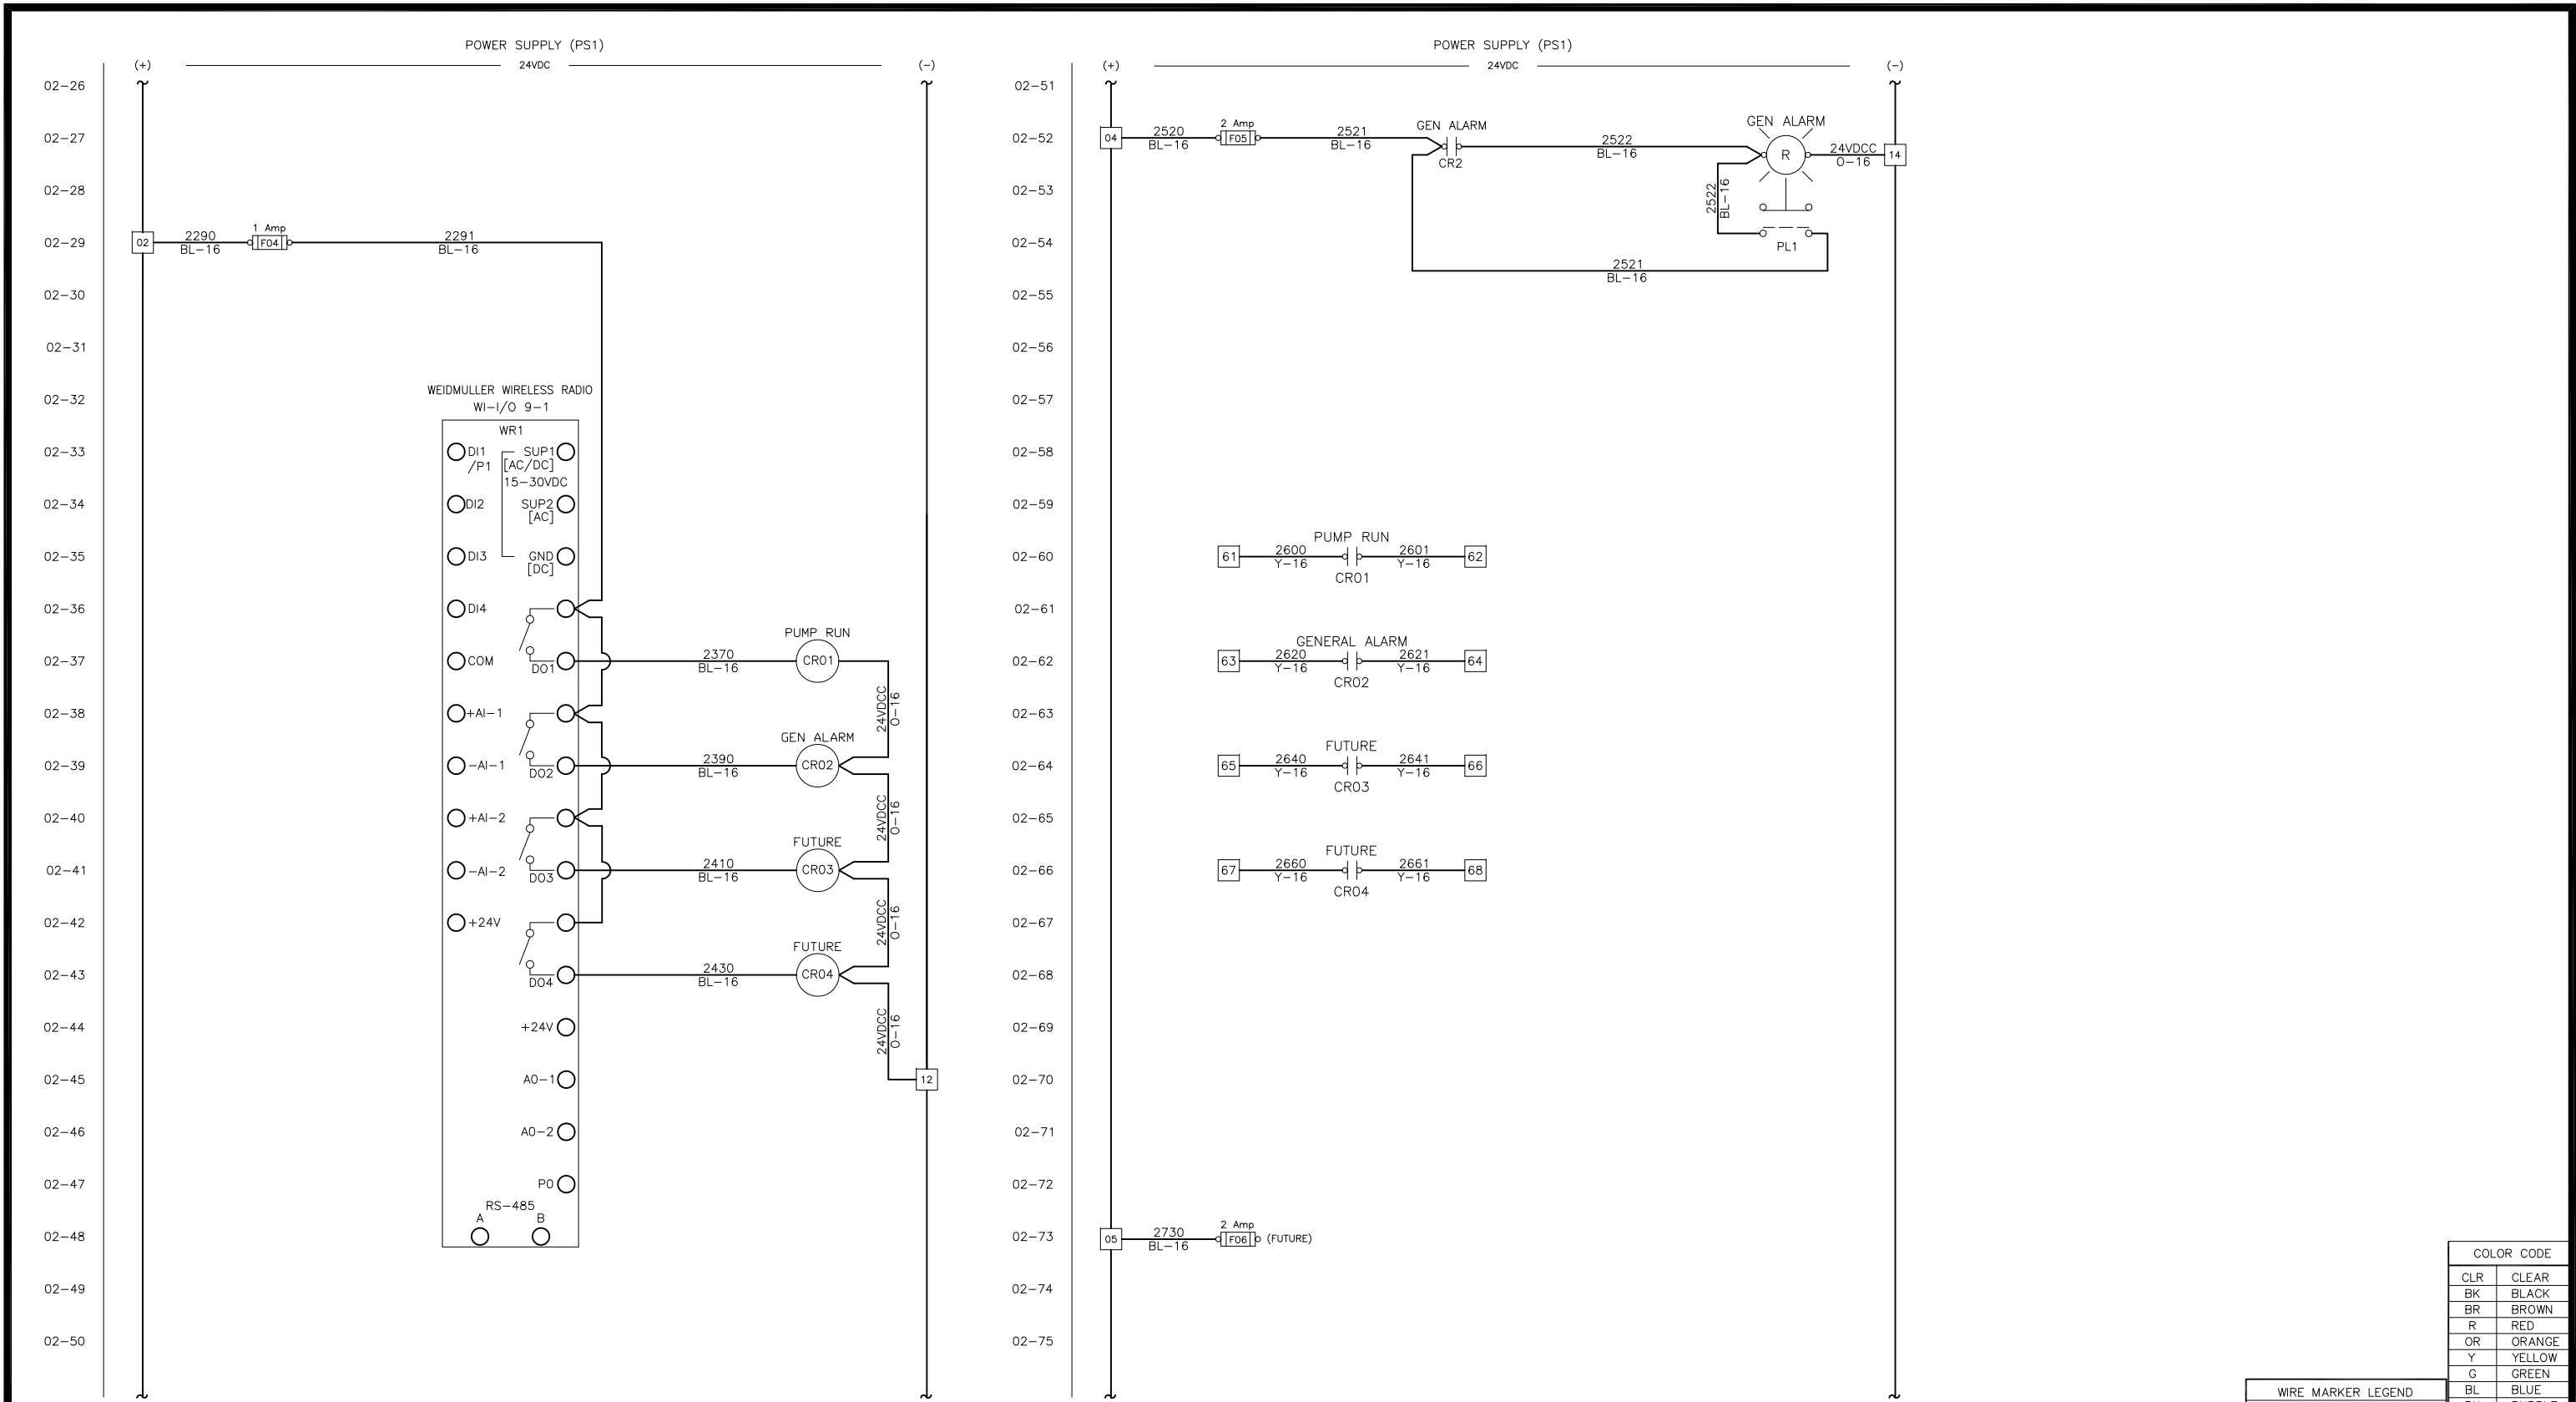 POWER SUPPLY (PS1)
(+) 24VDC (-)
02-26
02-27
02-28
02-29
02 2290 BL-16 1 Amp F04 2291 BL-16
02-30
02-31
02-32
WEIDMULLER WIRELESS RADIO
WI-I/O 9-1
WR1
02-33
DI1 /P1
SUP1 [AC/DC]
15-30VDC
02-34
DI2
SUP2 [AC]
02-35
DI3
GND [DC]
02-36
DI4
02-37
COM
DO1
2370 BL-16
PUMP RUN
CR01
24VDCC O-16
02-38
+AI-1
02-39
-AI-1
DO2
2390 BL-16
GEN ALARM
CR02
24VDCC O-16
02-40
+AI-2
02-41
-AI-2
DO3
2410 BL-16
FUTURE
CR03
24VDCC O-16
02-42
+24V
02-43
DO4
2430 BL-16
FUTURE
CR04
24VDCC O-16
02-44
+24V
02-45
AO-1
12
02-46
AO-2
02-47
PO
RS-485
A B
02-48
02-49
02-50
POWER SUPPLY (PS1)
(+) 24VDC (-)
02-51
02-52
04 2520 BL-16 2 Amp F05 2521 BL-16
GEN ALARM
CR2
2522 BL-16
GEN ALARM
R
24VDCC O-16
14
02-53
2522 BL-16
02-54
PL1
2521 BL-16
02-55
02-56
02-57
02-58
02-59
02-60
PUMP RUN
61 2600 Y-16 CR01 2601 Y-16 62
02-61
02-62
GENERAL ALARM
63 2620 Y-16 CR02 2621 Y-16 64
02-63
02-64
FUTURE
65 2640 Y-16 CR03 2641 Y-16 66
02-65
02-66
FUTURE
67 2660 Y-16 CR04 2661 Y-16 68
02-67
02-68
02-69
02-70
02-71
02-72
02-73
05 2730 BL-16 2 Amp F06 (FUTURE)
02-74
02-75
COLOR CODE
CLR CLEAR
BK BLACK
BR BROWN
R RED
OR ORANGE
Y YELLOW
G GREEN
BL BLUE
WIRE MARKER LEGEND